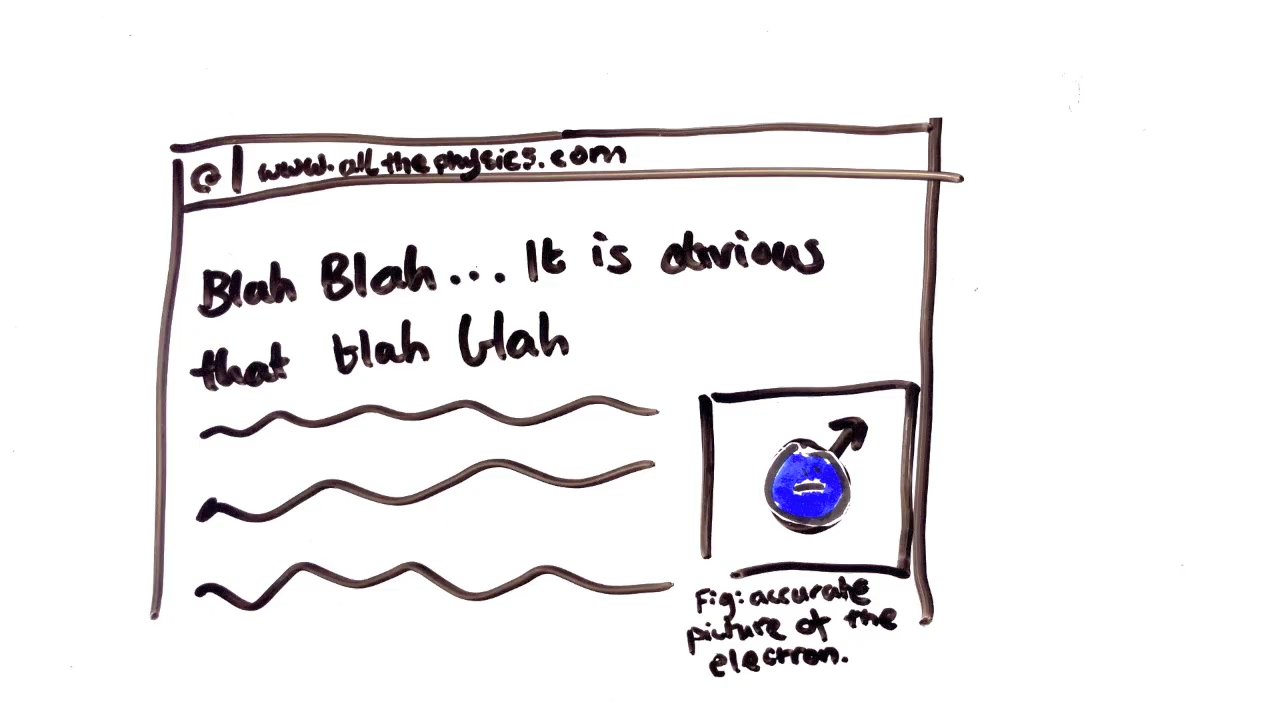 e | www.allthephysics.com
Blah Blah... It is obvious
that blah blah
Fig: accurate
picture of the
electron.